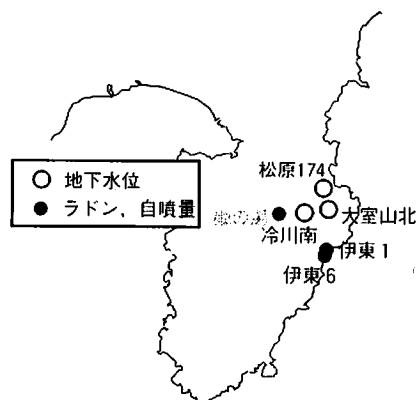 松原174
○ 地下水位
● ラドン，自噴量
大室山北
冷川南
伊東1
伊東6